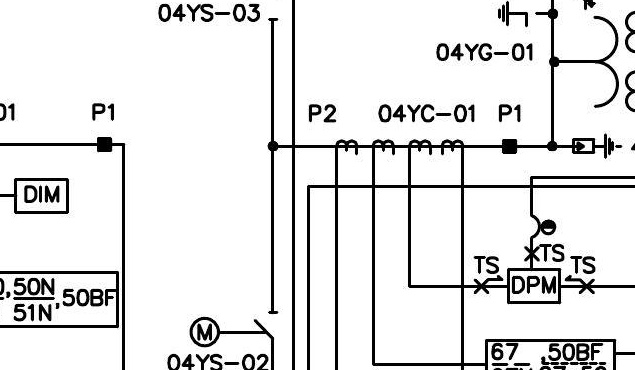 04YS-03
04YG-01
01
P1
P2
04YC-01
P1
DIM
TS
TS
TS
DPM
,50N
51N
,50BF
M
04YS-02
67
,50BF